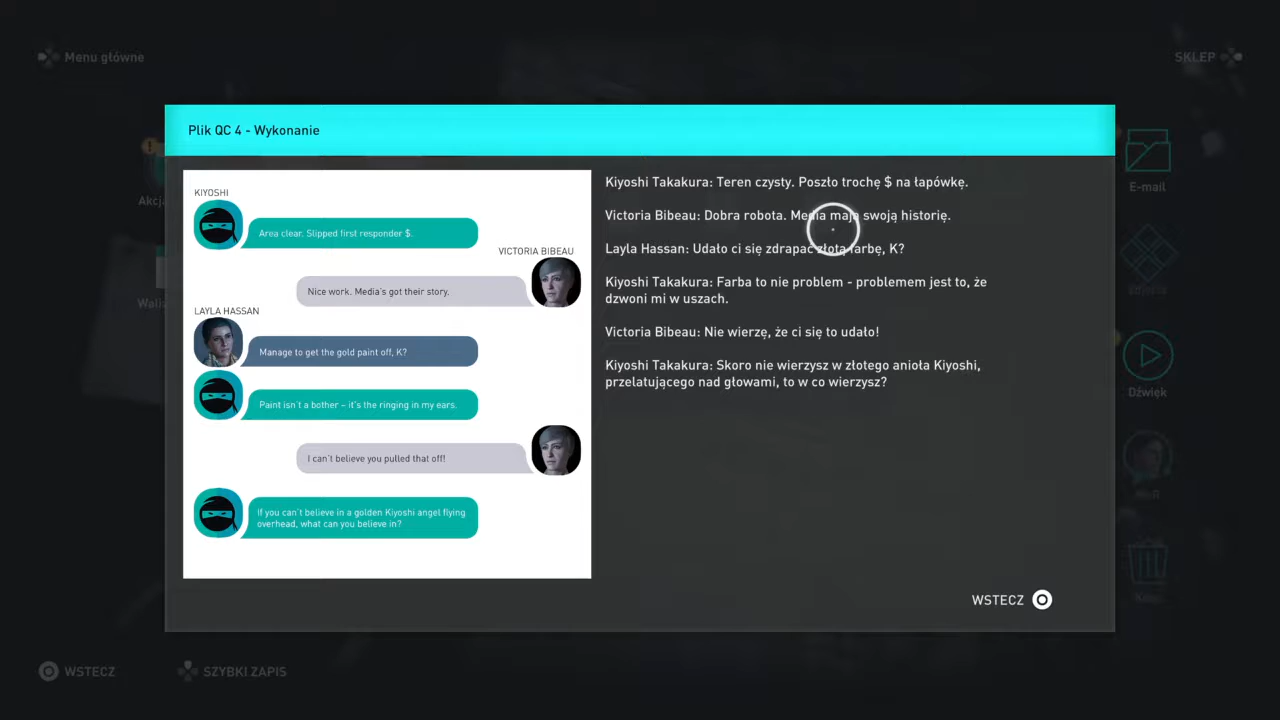 Menu główne
SKLEP
Plik QC 4 - Wykonanie
KIYOSHI
Area clear. Slipped first responder $.
VICTORIA BIBEAU
Nice work. Media's got their story.
LAYLA HASSAN
Manage to get the gold paint off, K?
Paint isn't a bother – it's the ringing in my ears.
I can't believe you pulled that off!
If you can't believe in a golden Kiyoshi angel flying
overhead, what can you believe in?
Kiyoshi Takakura: Teren czysty. Poszło trochę $ na łapówkę.
Victoria Bibeau: Dobra robota. Media mają swoją historię.
Layla Hassan: Udało ci się zdrapać złotą farbę, K?
Kiyoshi Takakura: Farba to nie problem - problemem jest to, że
dzwoni mi w uszach.
Victoria Bibeau: Nie wierzę, że ci się to udało!
Kiyoshi Takakura: Skoro nie wierzysz w złotego anioła Kiyoshi,
przelatującego nad głowami, to w co wierzysz?
WSTECZ
Akcja
E-mail
Zdjęcia
Dźwięk
WSTECZ
SZYBKI ZAPIS